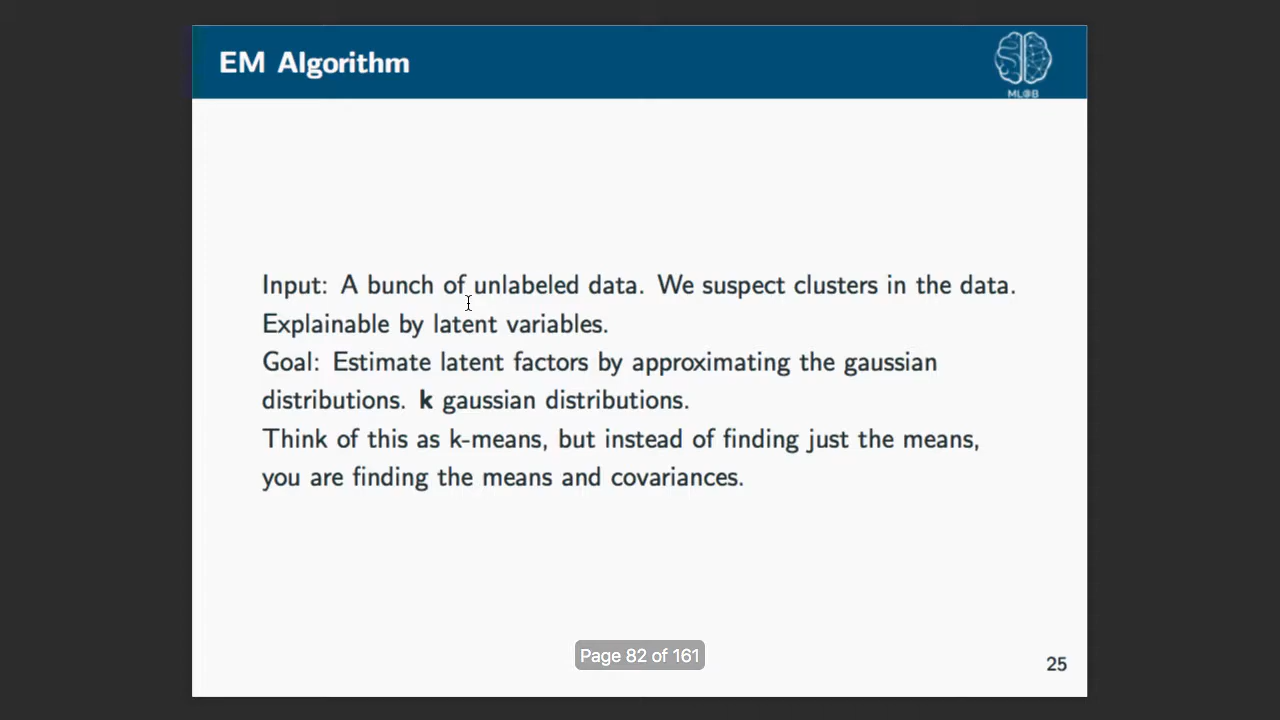 EM Algorithm
ML@B
Input: A bunch of unlabeled data. We suspect clusters in the data.
Explainable by latent variables.
Goal: Estimate latent factors by approximating the gaussian
distributions. k gaussian distributions.
Think of this as k-means, but instead of finding just the means,
you are finding the means and covariances.
Page 82 of 161
25